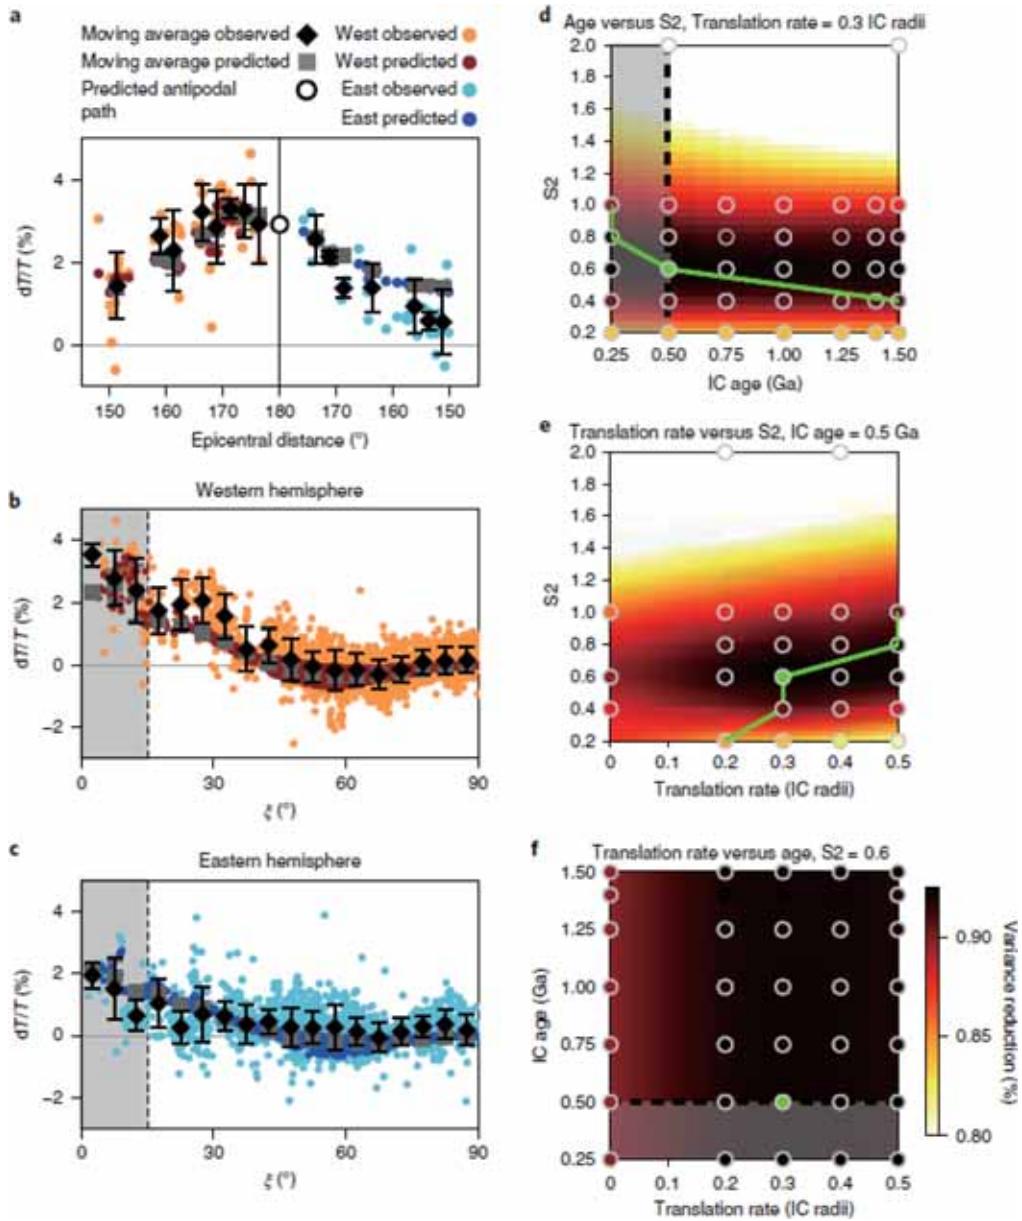 a
Moving average observed
Moving average predicted
Predicted antipodal
path
West observed
West predicted
East observed
East predicted
dT/T (%)
4
2
0
150
160
170
180
170
160
150
Epicentral distance (°)
b
Western hemisphere
dT/T (%)
4
2
0
−2
0
30
60
90
ξ (°)
c
Eastern hemisphere
dT/T (%)
4
2
0
−2
0
30
60
90
ξ (°)
d
Age versus S2, Translation rate = 0.3 IC radii
S2
2.0
1.8
1.6
1.4
1.2
1.0
0.8
0.6
0.4
0.2
0.25
0.50
0.75
1.00
1.25
1.50
IC age (Ga)
e
Translation rate versus S2, IC age = 0.5 Ga
S2
2.0
1.8
1.6
1.4
1.2
1.0
0.8
0.6
0.4
0.2
0
0.1
0.2
0.3
0.4
0.5
Translation rate (IC radii)
f
Translation rate versus age, S2 = 0.6
IC age (Ga)
1.50
1.25
1.00
0.75
0.50
0.25
0
0.1
0.2
0.3
0.4
0.5
Translation rate (IC radii)
0.90
0.85
0.80
Variance reduction (%)